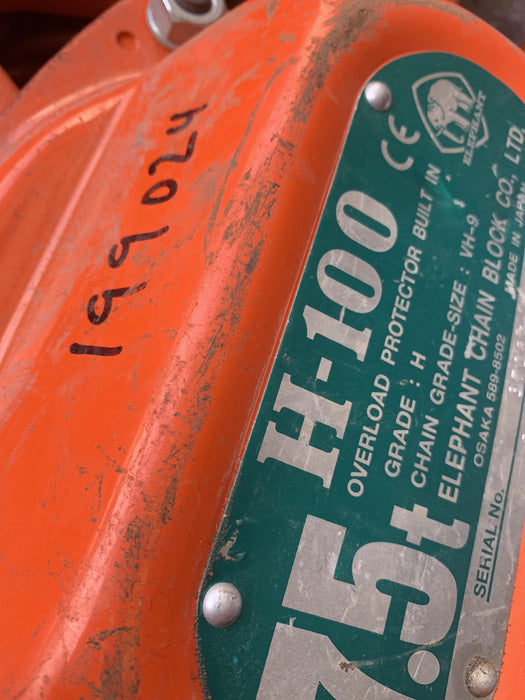 1999024
ELEPHANT
CE
H-100
OVERLOAD PROTECTOR BUILT IN
GRADE : H
CHAIN GRADE-SIZE : VH-9
7.5t
ELEPHANT CHAIN BLOCK CO., LTD.
OSAKA 589-8502
MADE IN JAPAN
SERIAL No.